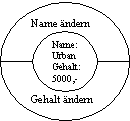 Name ändern
Name:
Urban
Gehalt:
5000,-
Gehalt ändern